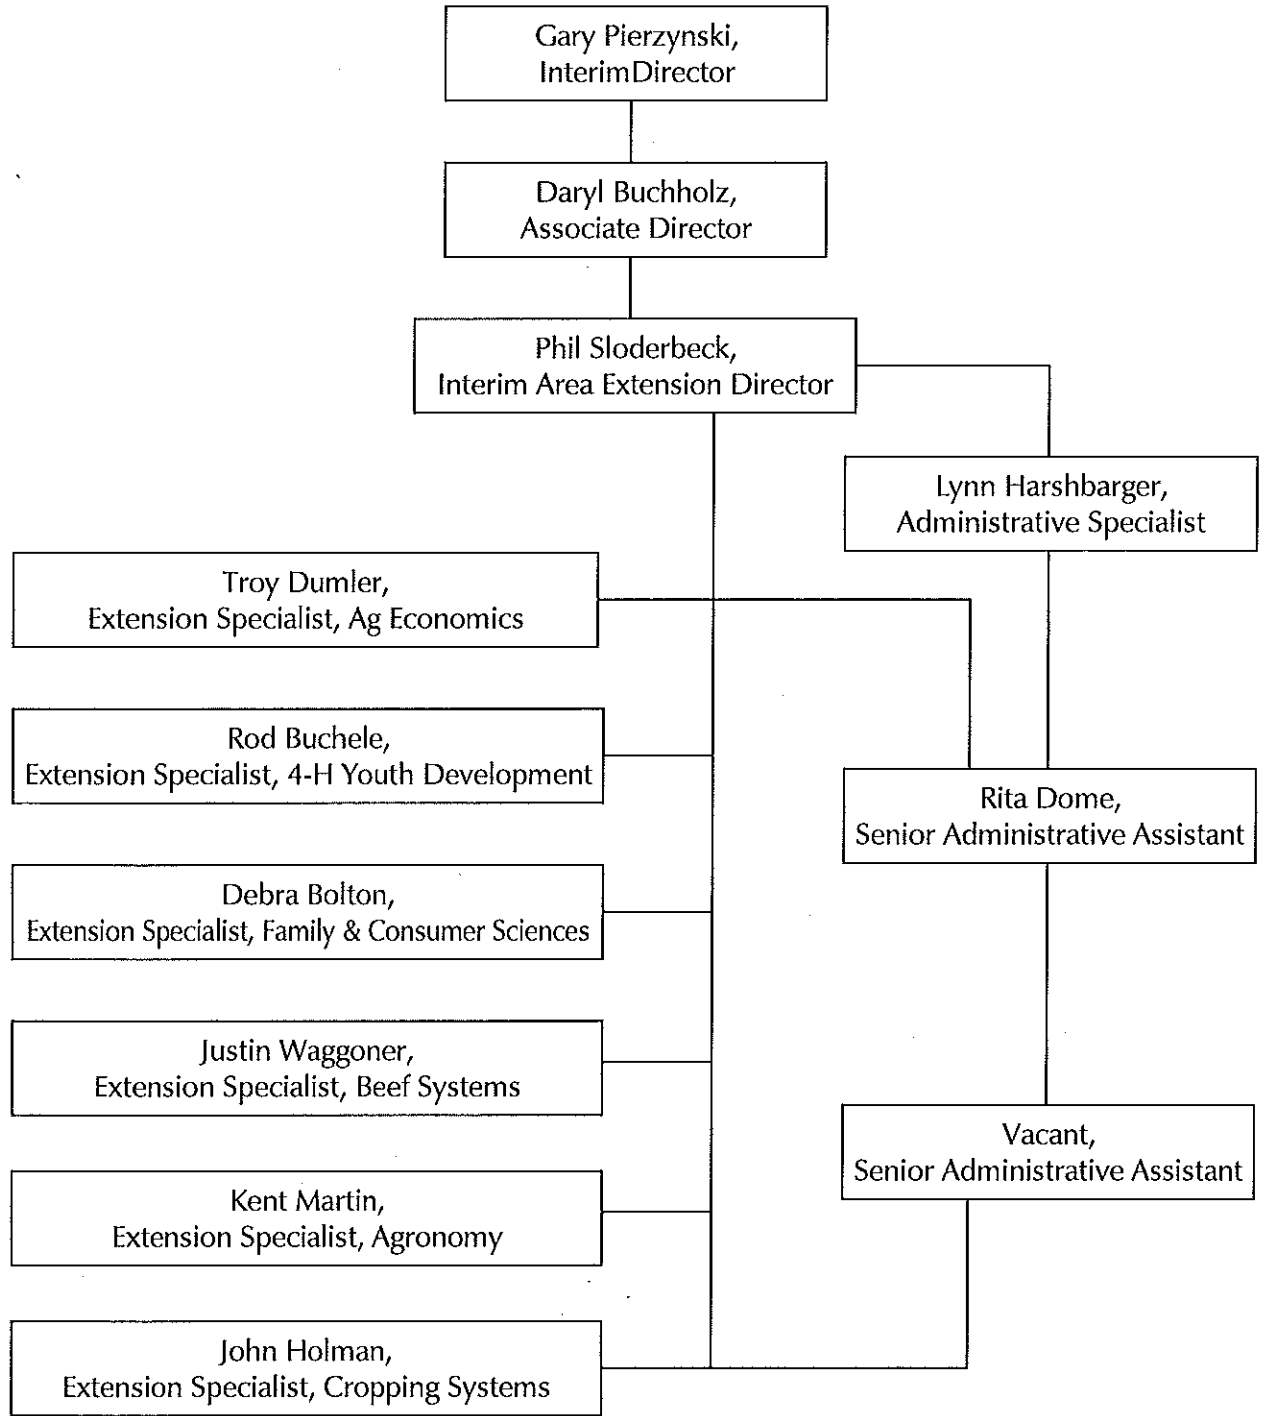 Gary Pierzynski,
Interim Director
Daryl Buchholz,
Associate Director
Phil Sloderbeck,
Interim Area Extension Director
Lynn Harshbarger,
Administrative Specialist
Troy Dumler,
Extension Specialist, Ag Economics
Rod Buchele,
Extension Specialist, 4-H Youth Development
Rita Dome,
Senior Administrative Assistant
Debra Bolton,
Extension Specialist, Family & Consumer Sciences
Justin Waggoner,
Extension Specialist, Beef Systems
Vacant,
Senior Administrative Assistant
Kent Martin,
Extension Specialist, Agronomy
John Holman,
Extension Specialist, Cropping Systems